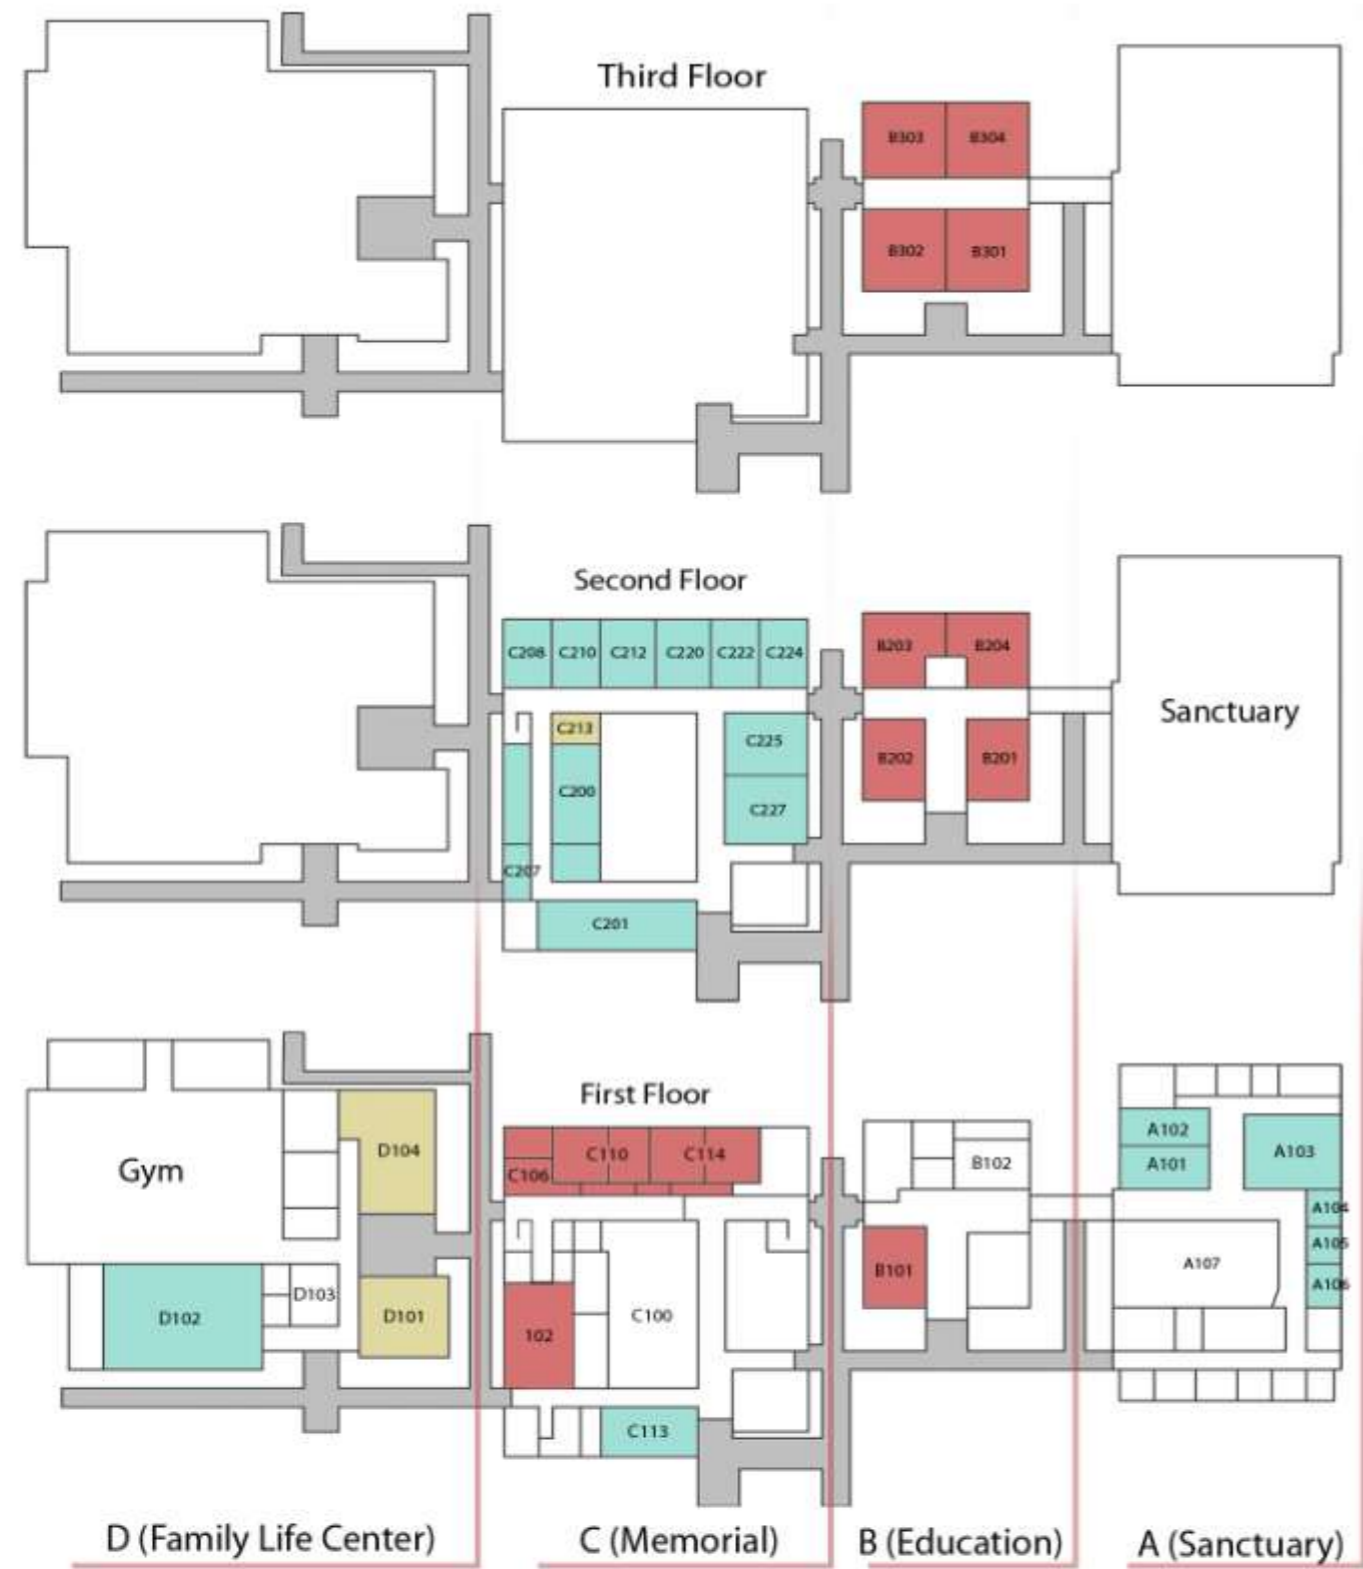 Third Floor
B303 B304
B302 B301
Second Floor
C208 C210 C212 C220 C222 C224
B203 B204
Sanctuary
C213
C225
B202 B201
C200
C227
C207
C201
First Floor
Gym
D104
C110 C114
C106
B102
A102
A101
A103
A104
A105
A106
A107
B101
D103
D102
D101
102
C100
C113
D (Family Life Center) C (Memorial) B (Education) A (Sanctuary)